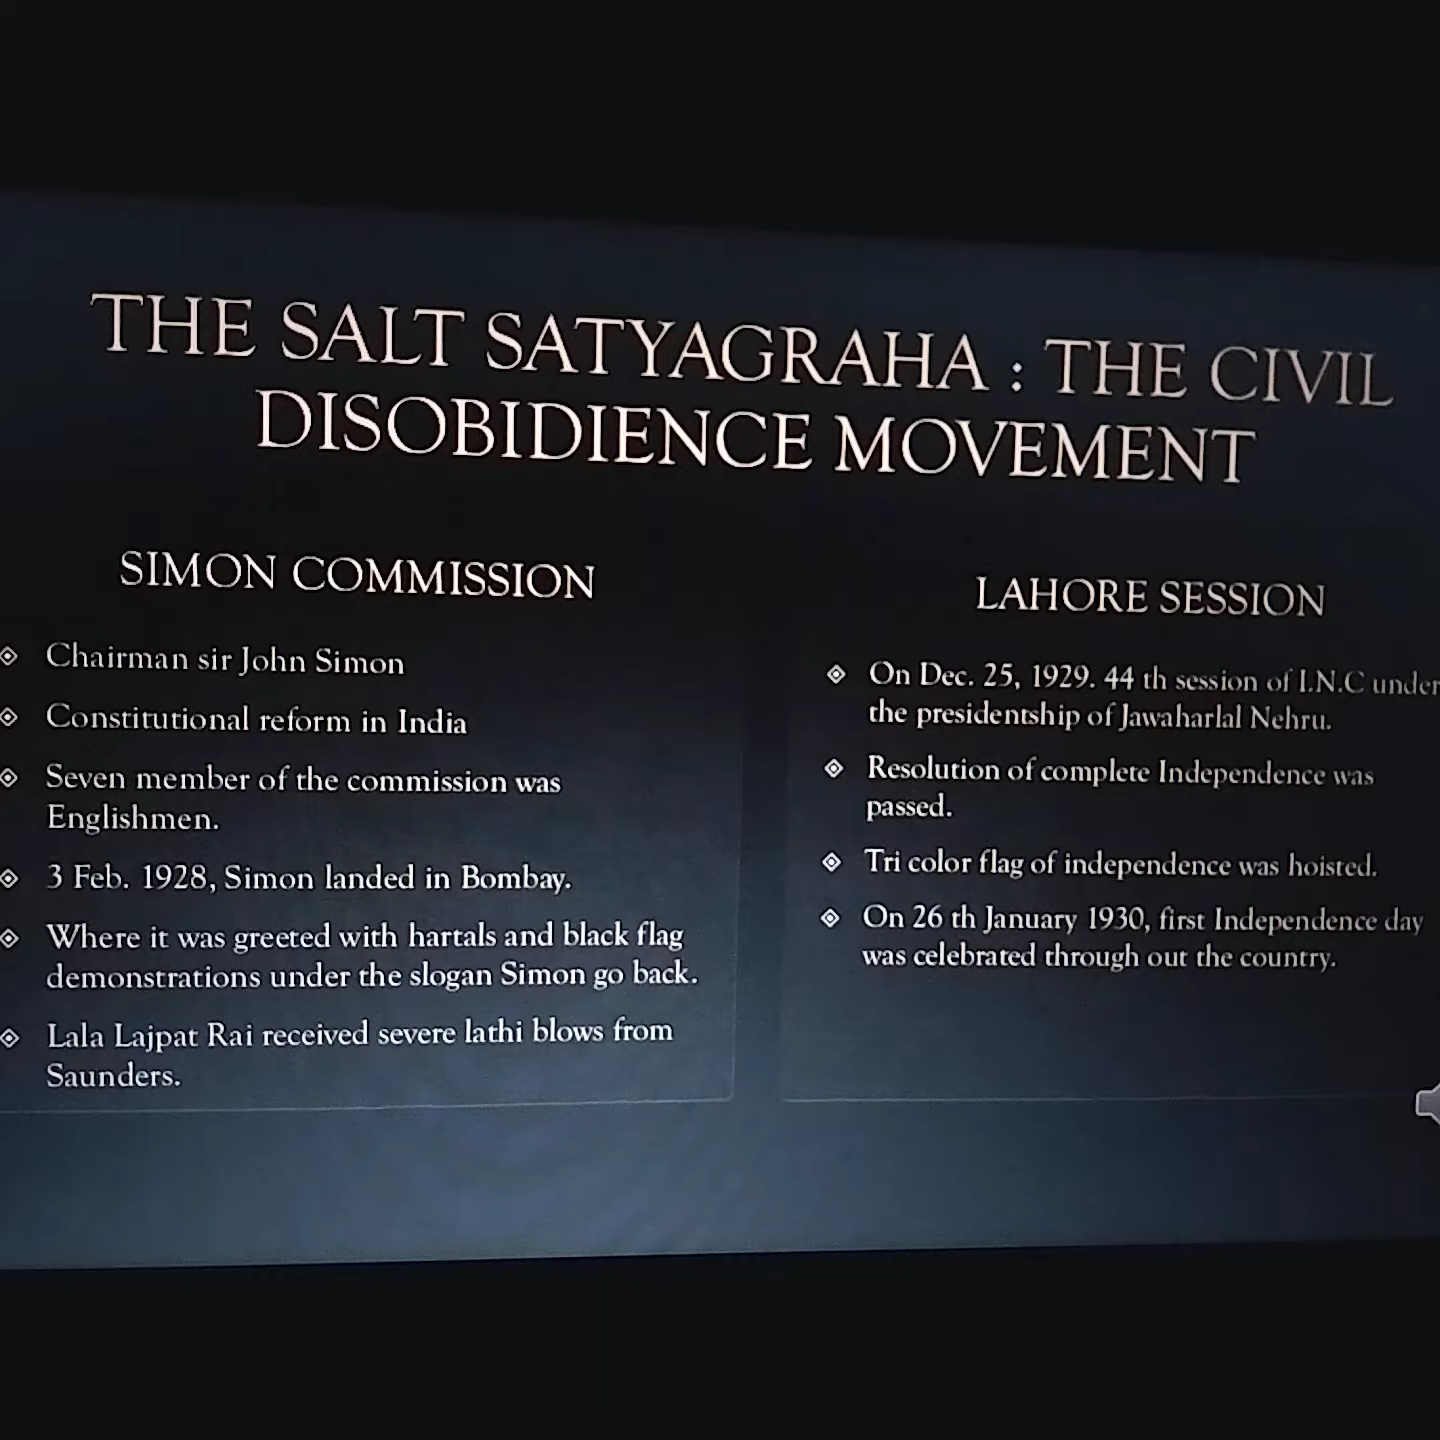 THE SALT SATYAGRAHA : THE CIVIL
DISOBIDIENCE MOVEMENT
SIMON COMMISSION
Chairman sir John Simon
Constitutional reform in India
Seven member of the commission was
Englishmen.
3 Feb. 1928, Simon landed in Bombay.
Where it was greeted with hartals and black flag
demonstrations under the slogan Simon go back.
Lala Lajpat Rai received severe lathi blows from
Saunders.
LAHORE SESSION
On Dec. 25, 1929. 44 th session of I.N.C under
the presidentship of Jawaharlal Nehru.
Resolution of complete Independence was
passed.
Tri color flag of independence was hoisted.
On 26 th January 1930, first Independence day
was celebrated through out the country.